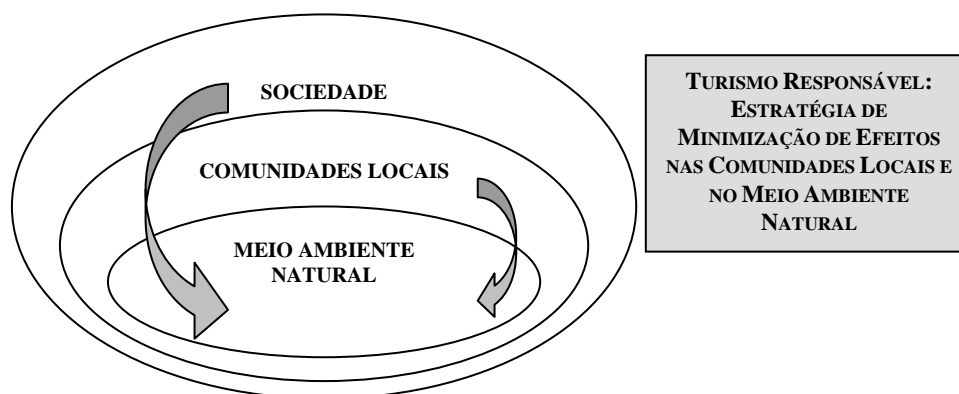 SOCIEDADE
COMUNIDADES LOCAIS
MEIO AMBIENTE
NATURAL
TURISMO RESPONSÁVEL:
ESTRATÉGIA DE
MINIMIZAÇÃO DE EFEITOS
NAS COMUNIDADES LOCAIS E
NO MEIO AMBIENTE
NATURAL